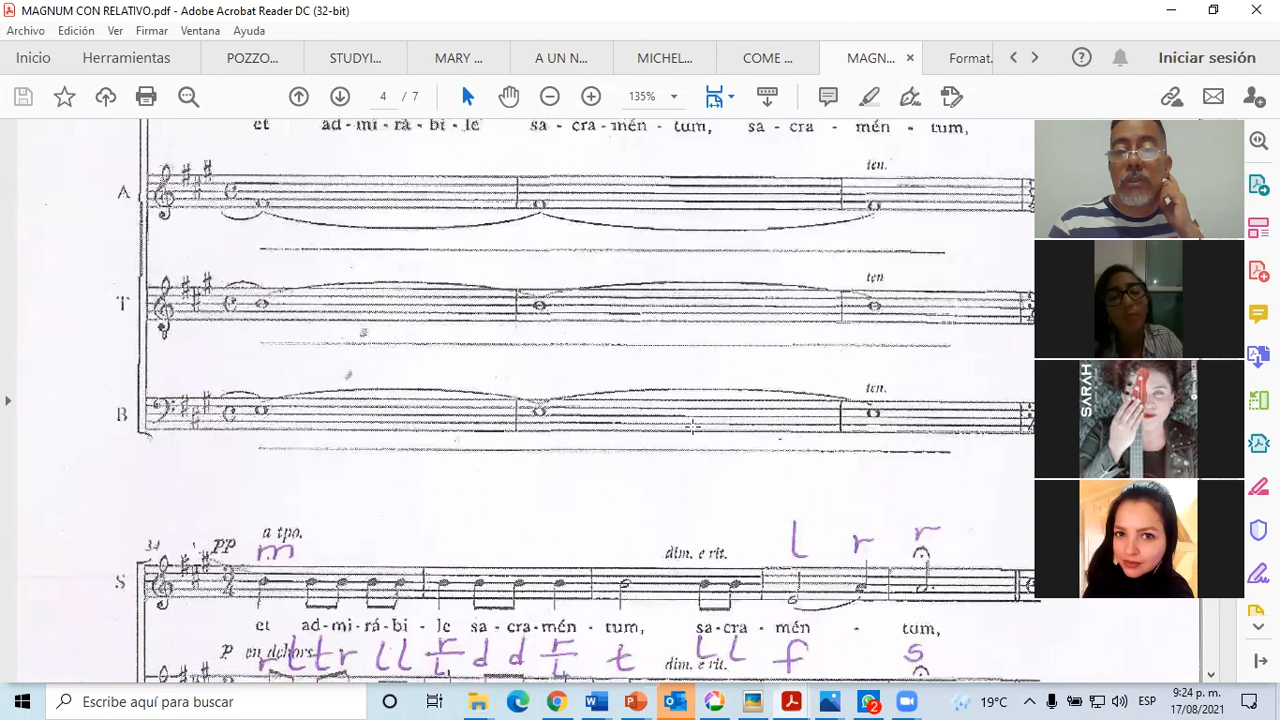 MAGNUM CON RELATIVO.pdf - Adobe Acrobat Reader DC (32-bit)
Archivo Edición Ver Firmar Ventana Ayuda
Inicio Herramientas POZZO... STUDYI... MARY ... A UN N... MICHEL... COME ... MAGN... Format. Iniciar sesión
4 / 7 135%
et ad-mi-rá-bi-le sa-cra-mén-tum, sa-cra-mén-tum,
A ten.
T ten.
B ten.
SARAH
34 pp a tpo. dim. e rit.
m l r r
S
et ad-mi-rá-bi-le sa-cra-mén-tum, sa-cra-mén-tum,
p en dehors dim. e rit.
d d t l l f s
Escribe aquí para buscar
2
19°C ESP 9:24 p. m.
17/08/2021